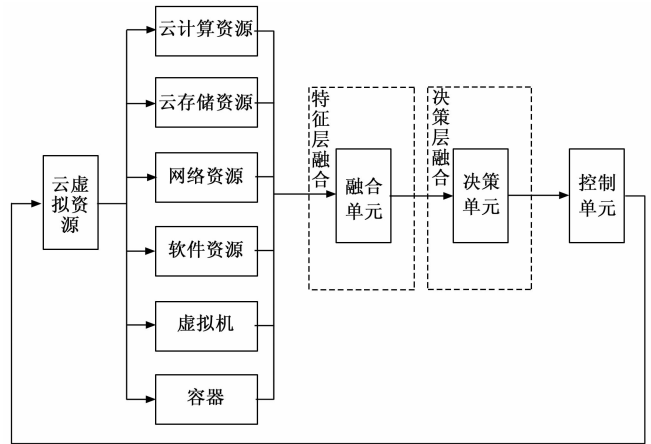 云虚
拟资
源
云计算资源
云存储资源
网络资源
软件资源
虚拟机
容器
特征层融合
融合
单元
决策层融合
决策
单元
控制
单元